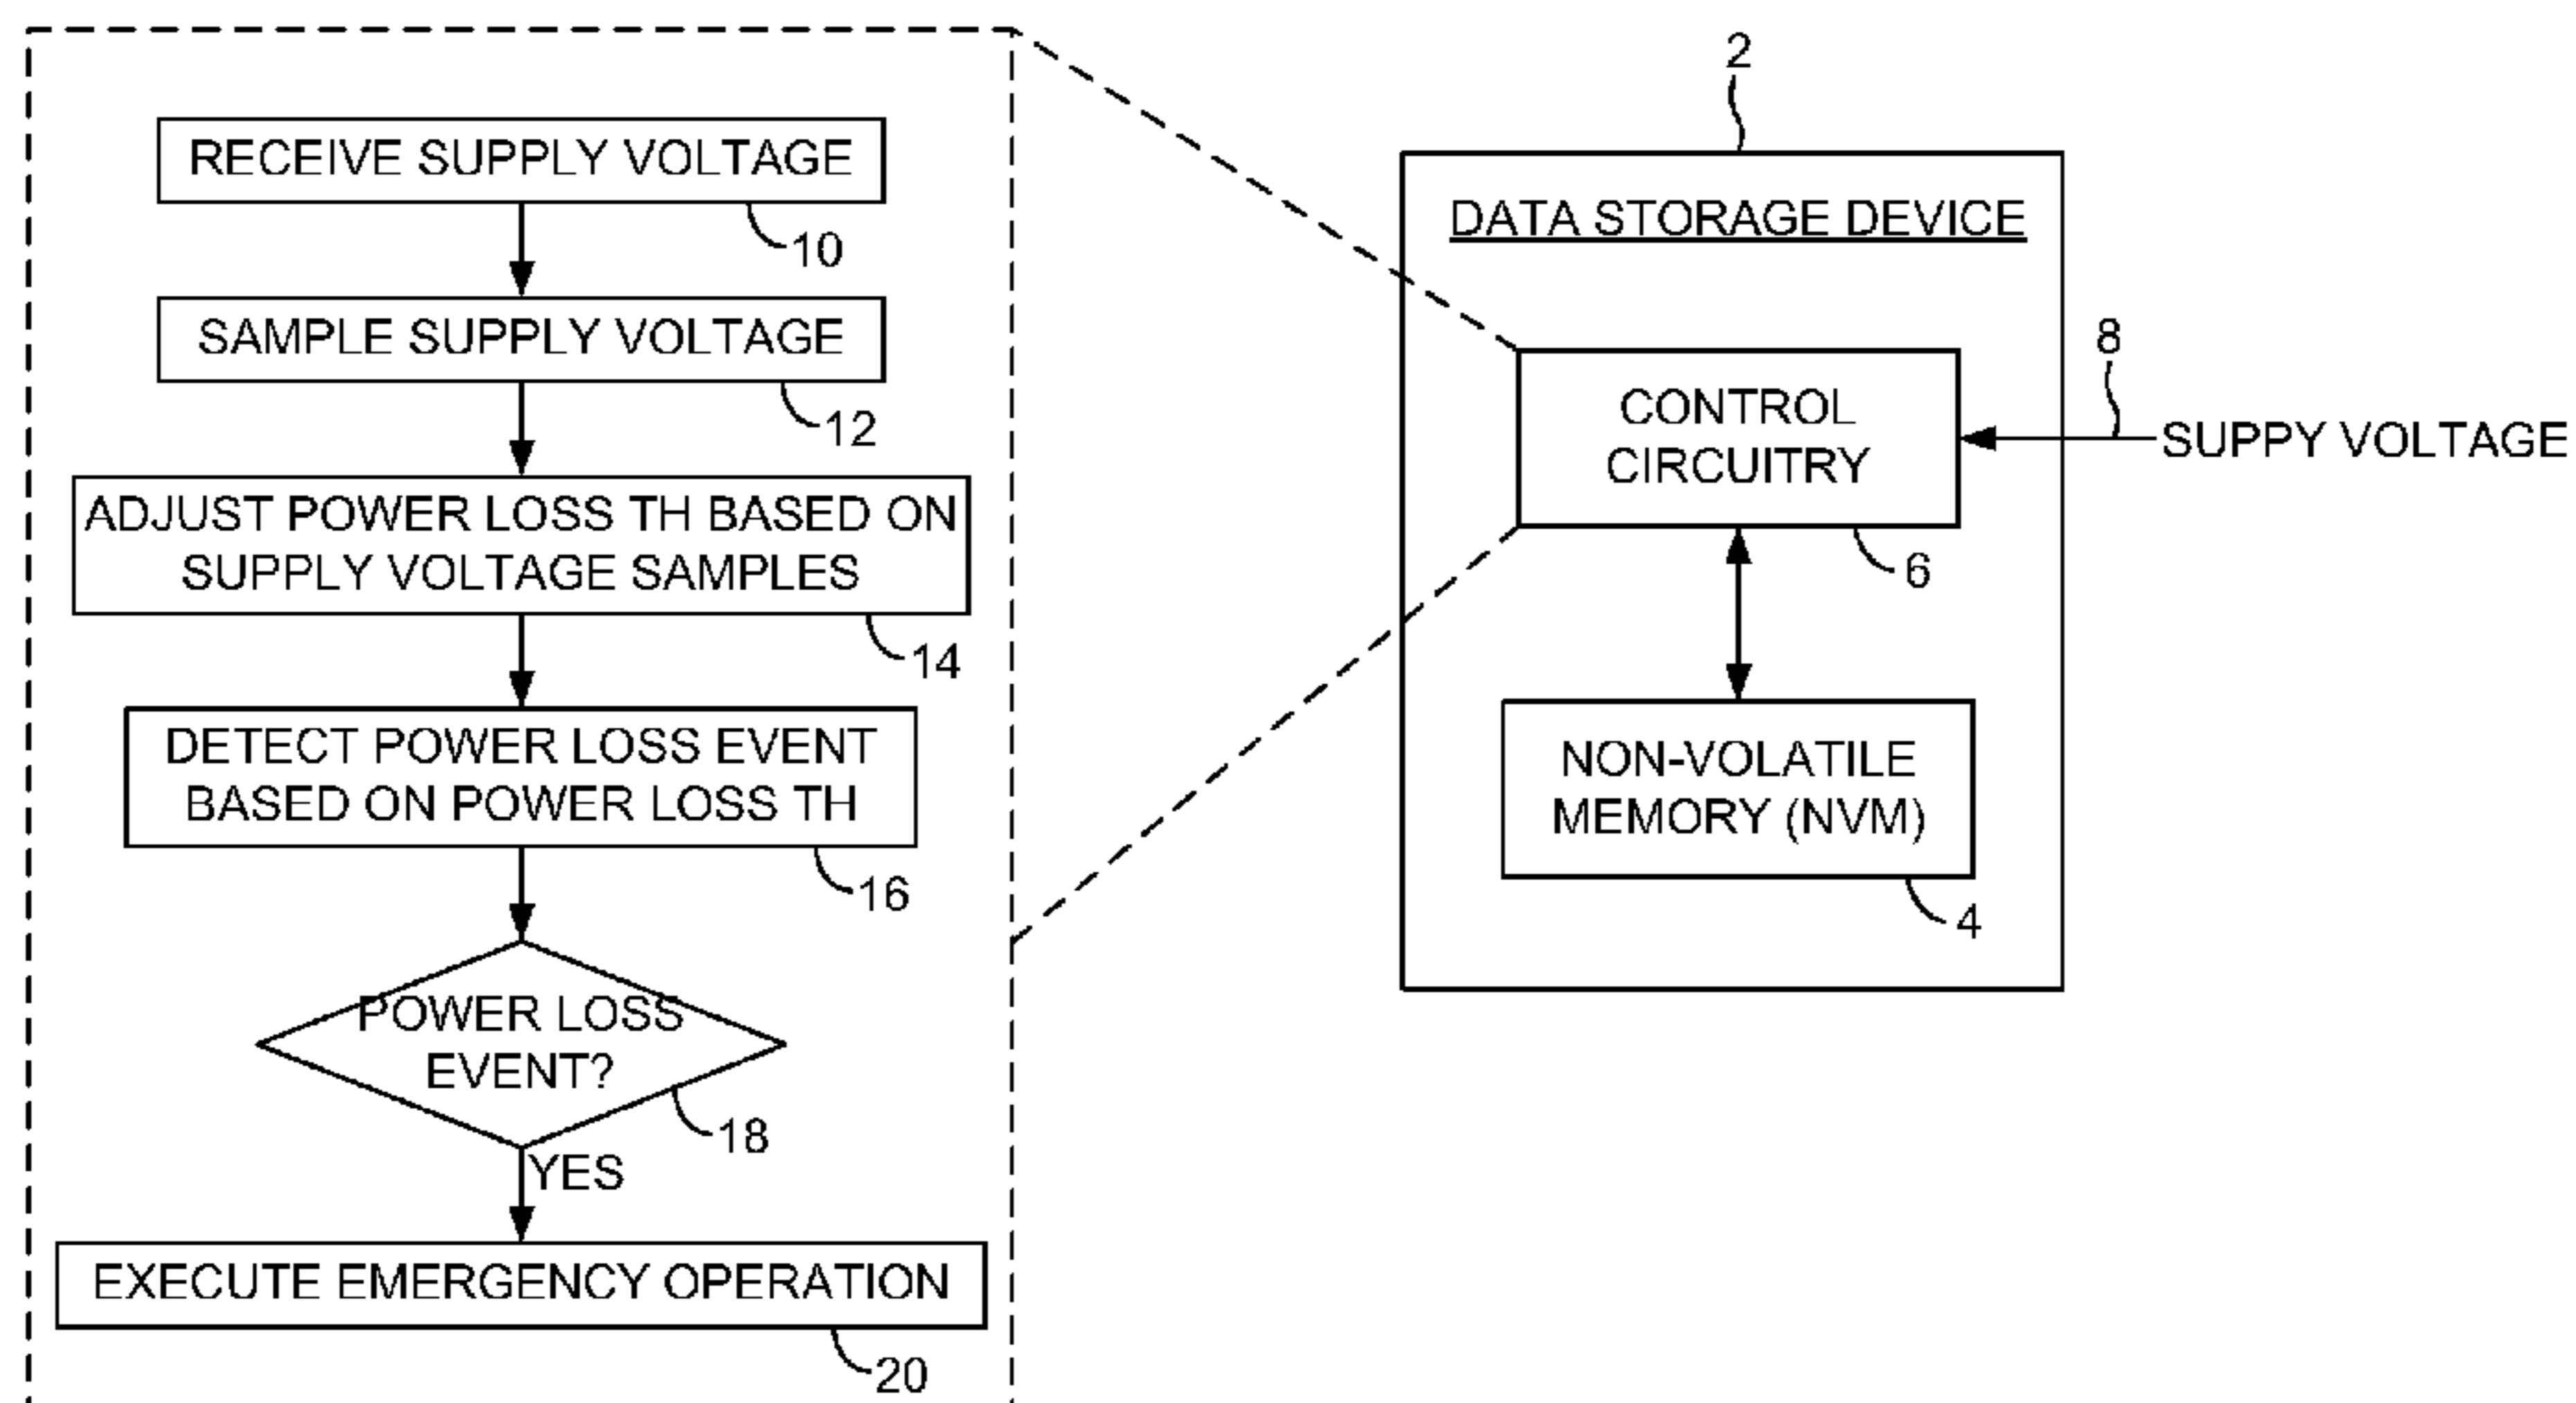 RECEIVE SUPPLY VOLTAGE
10
SAMPLE SUPPLY VOLTAGE
12
ADJUST POWER LOSS TH BASED ON
SUPPLY VOLTAGE SAMPLES
14
DETECT POWER LOSS EVENT
BASED ON POWER LOSS TH
16
POWER LOSS
EVENT?
18
YES
EXECUTE EMERGENCY OPERATION
20
2
DATA STORAGE DEVICE
CONTROL
CIRCUITRY
6
8
SUPPY VOLTAGE
NON-VOLATILE
MEMORY (NVM)
4